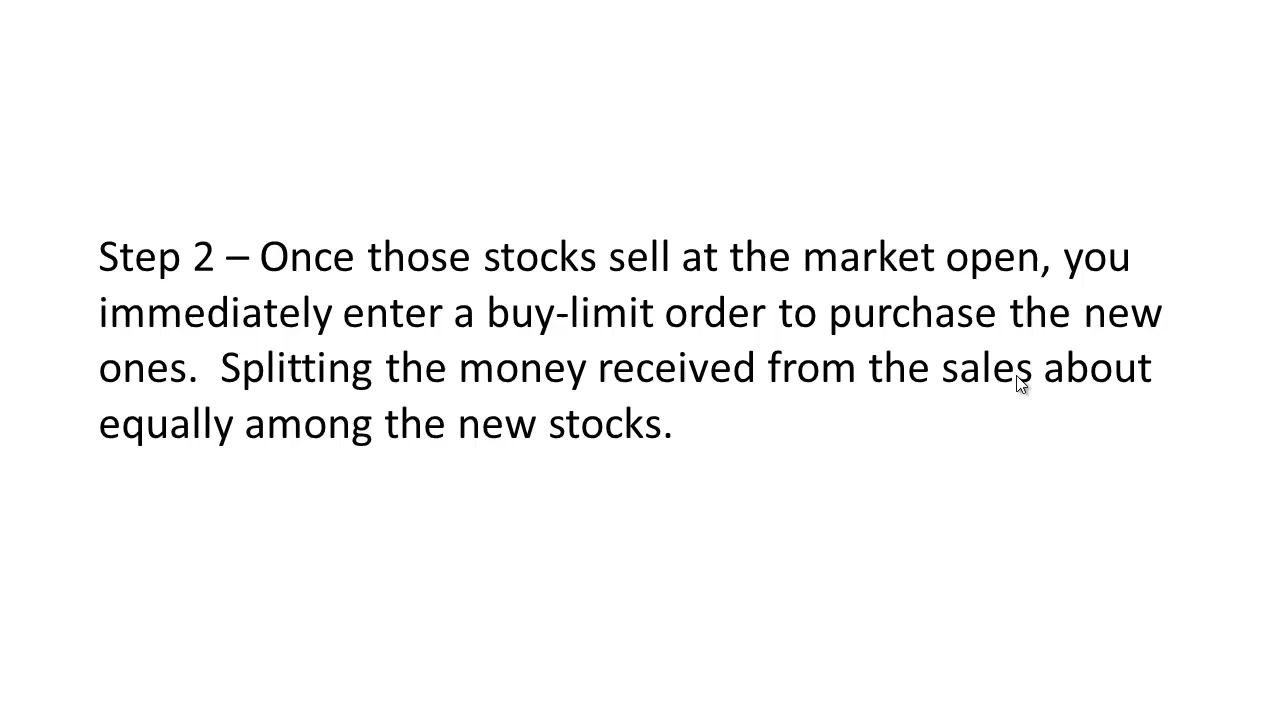 Step 2 – Once those stocks sell at the market open, you
immediately enter a buy-limit order to purchase the new
ones.  Splitting the money received from the sales about
equally among the new stocks.